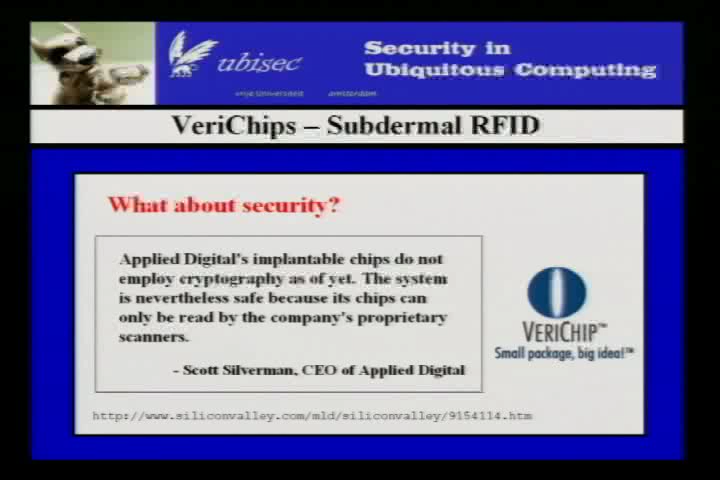 ubisec
vrije Universiteit amsterdam
Security in
Ubiquitous Computing
VeriChips – Subdermal RFID
What about security?
Applied Digital's implantable chips do not
employ cryptography as of yet. The system
is nevertheless safe because its chips can
only be read by the company's proprietary
scanners.
- Scott Silverman, CEO of Applied Digital
VERICHIP™
Small package, big idea!™
http://www.siliconvalley.com/mld/siliconvalley/9154114.htm